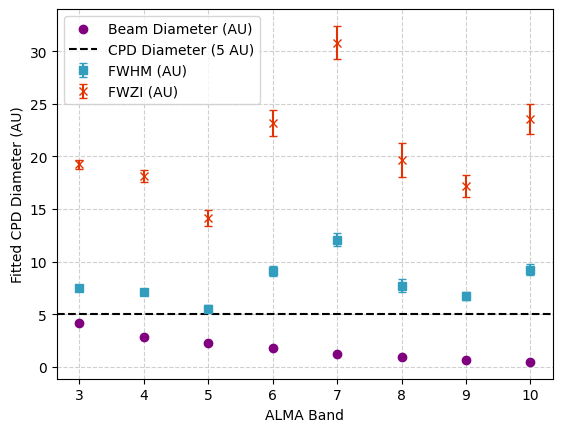 Beam Diameter (AU)
CPD Diameter (5 AU)
FWHM (AU)
FWZI (AU)
Fitted CPD Diameter (AU)
30
25
20
15
10
5
0
3 4 5 6 7 8 9 10
ALMA Band